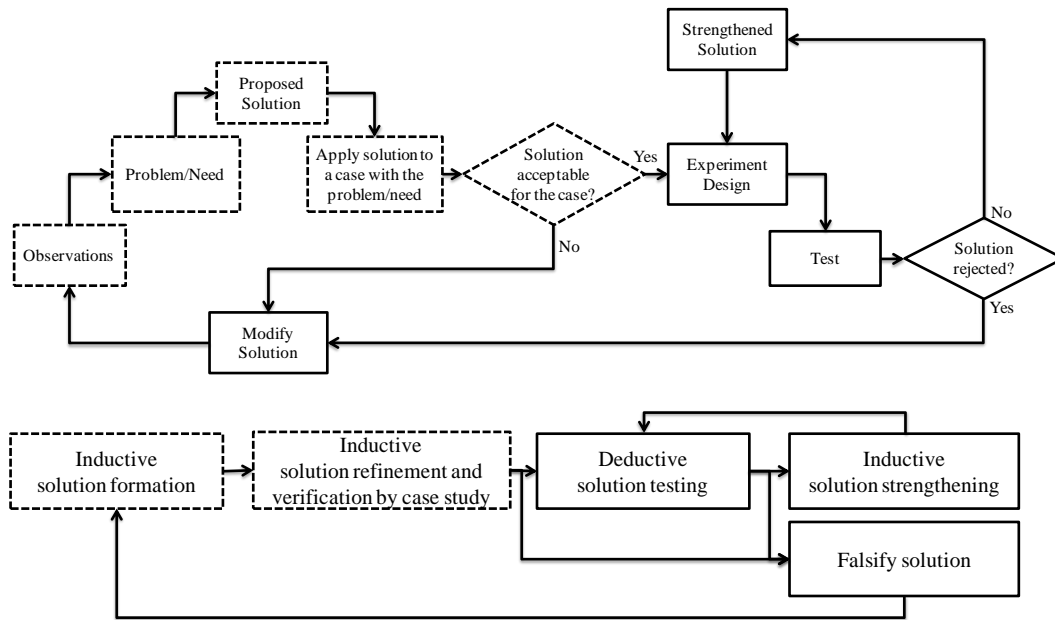 Strengthened
Solution
Proposed
Solution
Problem/Need
Apply solution to
a case with the
problem/need
Solution
acceptable
for the case?
Yes
Experiment
Design
No
Observations
No
Test
Solution
rejected?
Yes
Modify
Solution
Inductive
solution formation
Inductive
solution refinement and
verification by case study
Deductive
solution testing
Inductive
solution strengthening
Falsify solution